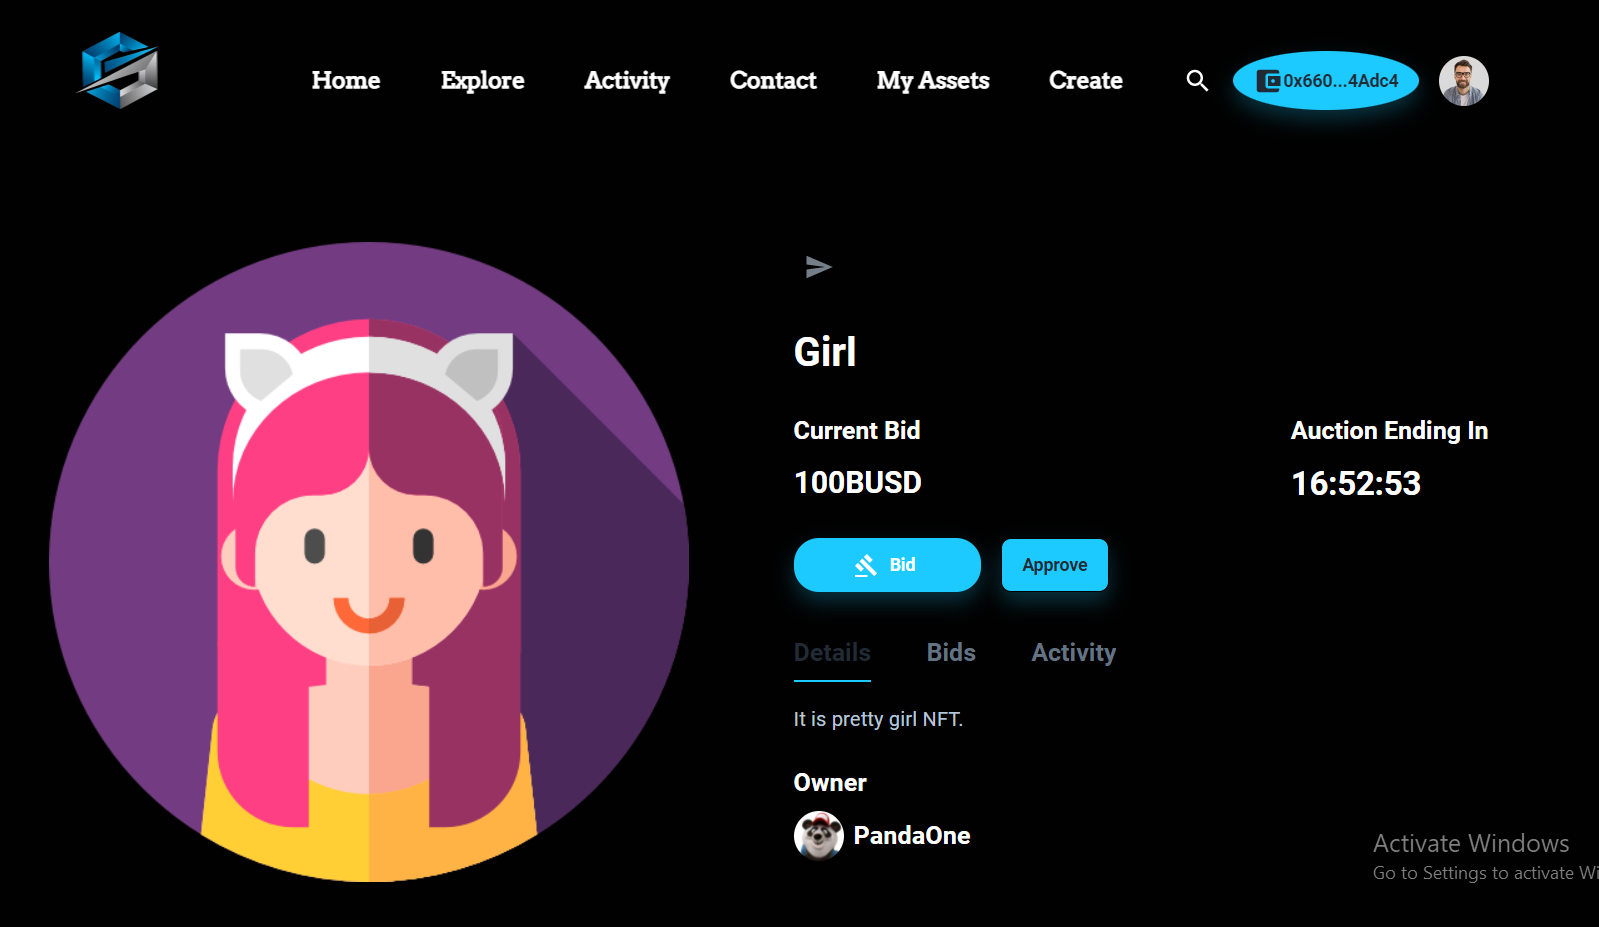 Home Explore Activity Contact My Assets Create 0x660...4Adc4
Girl
Current Bid
100BUSD
Auction Ending In
16:52:53
Bid Approve
Details Bids Activity
It is pretty girl NFT.
Owner
PandaOne
Activate Windows
Go to Settings to activate Wi